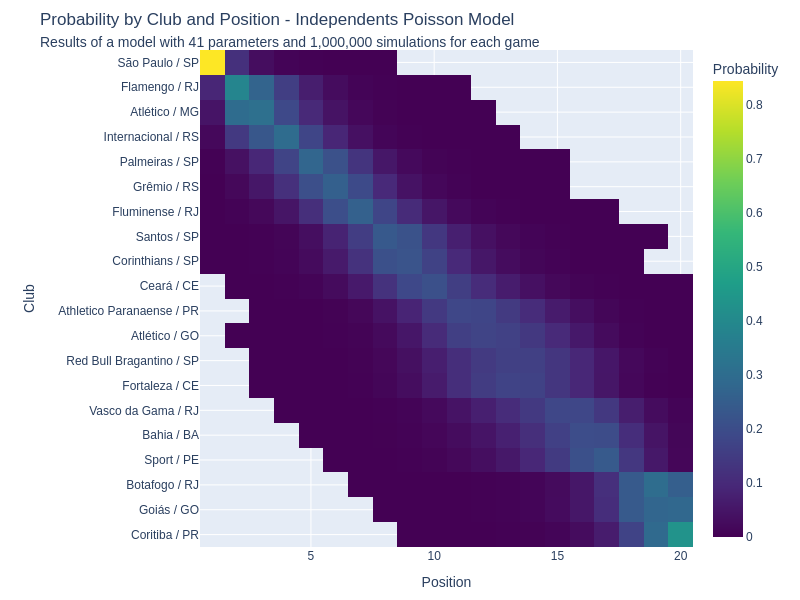 Probability by Club and Position - Independents Poisson Model
Results of a model with 41 parameters and 1,000,000 simulations for each game
Probability
São Paulo / SP
Flamengo / RJ
Atlético / MG
Internacional / RS
Palmeiras / SP
Grêmio / RS
Fluminense / RJ
Santos / SP
Corinthians / SP
Ceará / CE
Athletico Paranaense / PR
Atlético / GO
Red Bull Bragantino / SP
Fortaleza / CE
Vasco da Gama / RJ
Bahia / BA
Sport / PE
Botafogo / RJ
Goiás / GO
Coritiba / PR
Club
5
10
15
20
Position
0.8
0.7
0.6
0.5
0.4
0.3
0.2
0.1
0